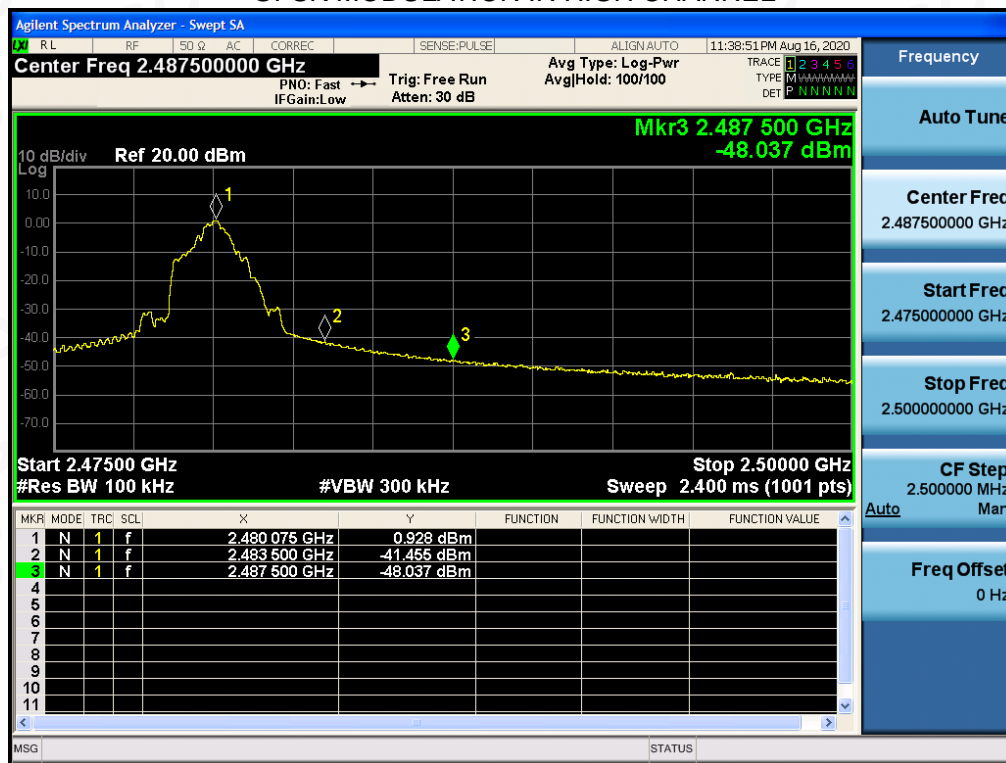 Agilent Spectrum Analyzer - Swept SA
LXI RL RF 50 Ω AC CORREC SENSE:PULSE ALIGN AUTO 11:38:51 PM Aug 16, 2020
Center Freq 2.487500000 GHz
PNO: Fast
IFGain:Low
Trig: Free Run
Atten: 30 dB
Avg Type: Log-Pwr
Avg|Hold: 100/100
TRACE 1 2 3 4 5 6
TYPE M
DET P N N N N N
Mkr3 2.487 500 GHz
-48.037 dBm
10 dB/div Ref 20.00 dBm
Log
10.0
0.00
-10.0
-20.0
-30.0
-40.0
-50.0
-60.0
-70.0
1
2
3
Start 2.47500 GHz Stop 2.50000 GHz
#Res BW 100 kHz #VBW 300 kHz Sweep 2.400 ms (1001 pts)
MKR MODE TRC SCL X Y FUNCTION FUNCTION WIDTH FUNCTION VALUE
1 N 1 f 2.480 075 GHz 0.928 dBm
2 N 1 f 2.483 500 GHz -41.455 dBm
3 N 1 f 2.487 500 GHz -48.037 dBm
4
5
6
7
8
9
10
11
MSG STATUS
Frequency
Auto Tune
Center Freq
2.487500000 GHz
Start Freq
2.475000000 GHz
Stop Freq
2.500000000 GHz
CF Step
2.500000 MHz
Auto Man
Freq Offset
0 Hz